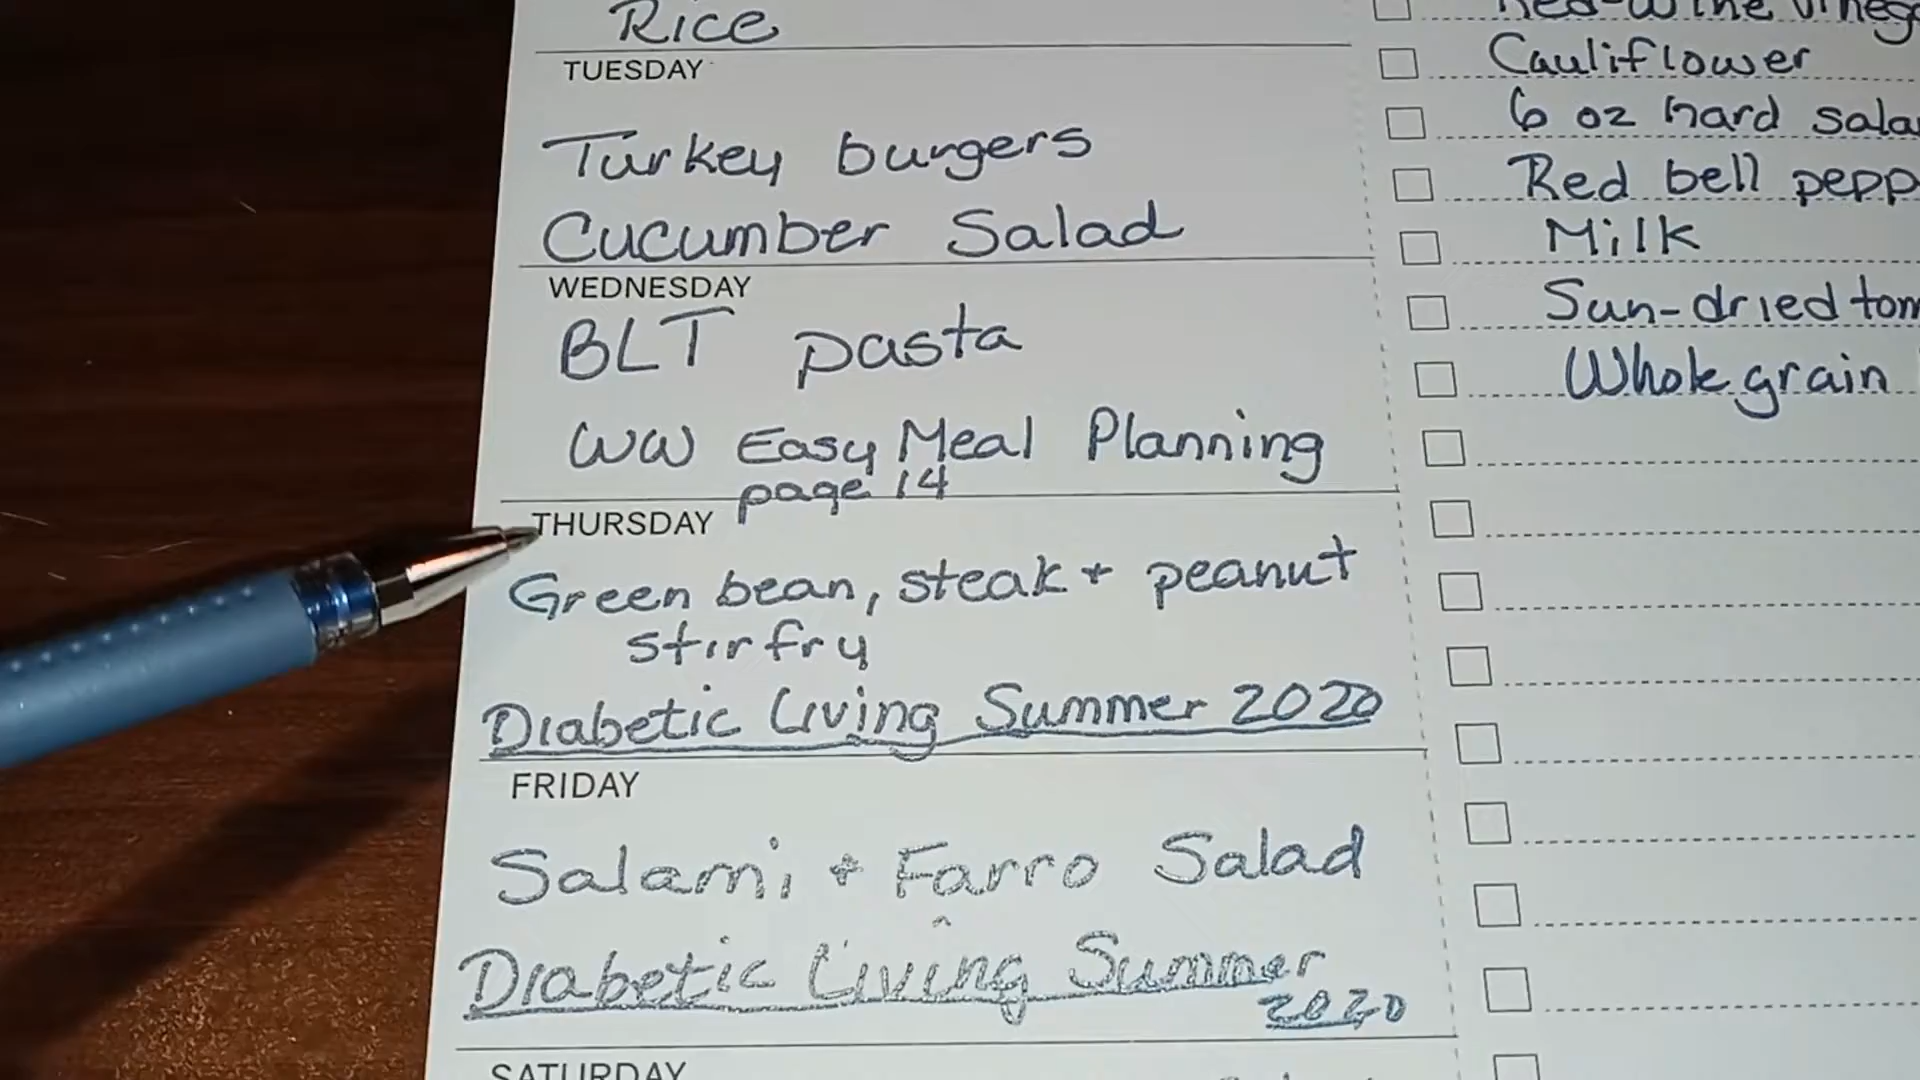 Rice
TUESDAY
Turkey burgers
Cucumber Salad
WEDNESDAY
BLT pasta
WW Easy Meal Planning
page 14
THURSDAY
Green bean, steak + peanut
stir fry
Diabetic Living Summer 2020
FRIDAY
Salami + Farro Salad
Diabetic Living Summer
2020
SATURDAY
Cauliflower
6 oz hard
Red bell
Milk
Sun-dried
Whole grain